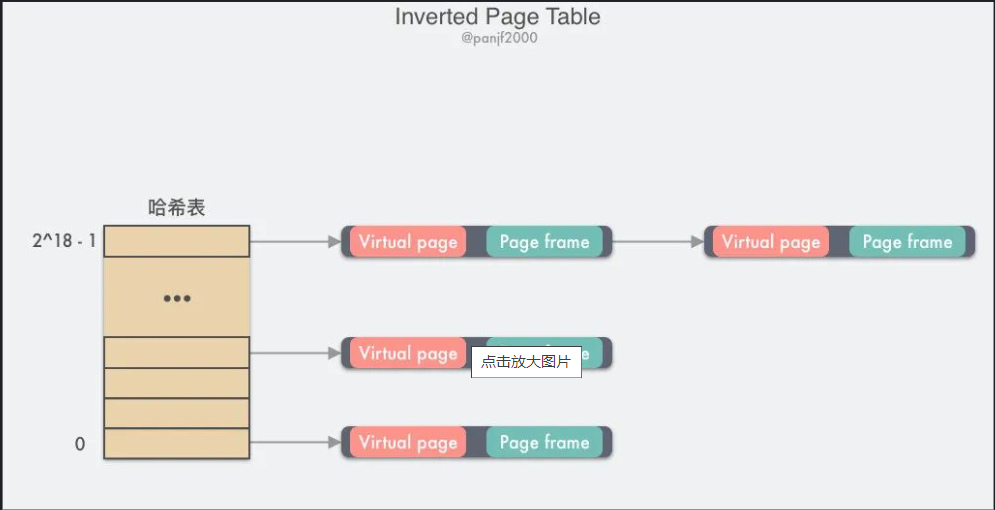 Inverted Page Table
@panjf2000
哈希表
2^18 - 1
Virtual page
Page frame
Virtual page
Page frame
•••
Virtual page
点击放大图片
0
Virtual page
Page frame